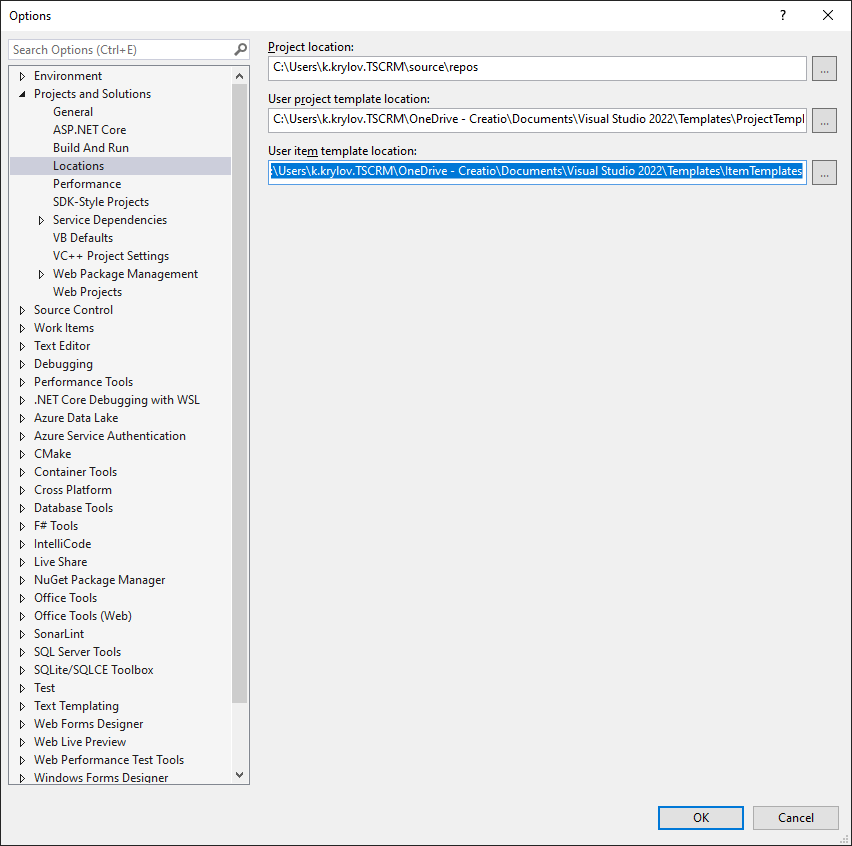 Options
?
Search Options (Ctrl+E)
Environment
Projects and Solutions
General
ASP.NET Core
Build And Run
Locations
Performance
SDK-Style Projects
Service Dependencies
VB Defaults
VC++ Project Settings
Web Package Management
Web Projects
Source Control
Work Items
Text Editor
Debugging
Performance Tools
.NET Core Debugging with WSL
Azure Data Lake
Azure Service Authentication
CMake
Container Tools
Cross Platform
Database Tools
F# Tools
IntelliCode
Live Share
NuGet Package Manager
Office Tools
Office Tools (Web)
SonarLint
SQL Server Tools
SQLite/SQLCE Toolbox
Test
Text Templating
Web Forms Designer
Web Live Preview
Web Performance Test Tools
Windows Forms Designer
Project location:
C:\Users\k.krylov.TSCRM\source\repos
...
User project template location:
C:\Users\k.krylov.TSCRM\OneDrive - Creatio\Documents\Visual Studio 2022\Templates\ProjectTempl
...
User item template location:
:\Users\k.krylov.TSCRM\OneDrive - Creatio\Documents\Visual Studio 2022\Templates\ItemTemplates
...
OK
Cancel